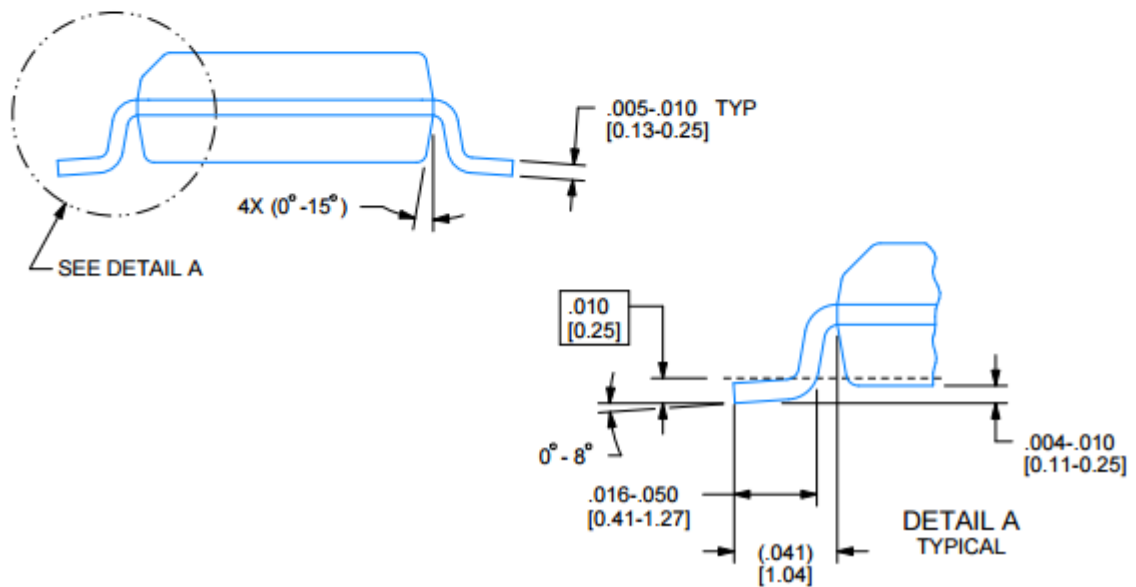 .005-.010 TYP
[0.13-0.25]
4X (0°-15°)
SEE DETAIL A
.010
[0.25]
0°-8°
.004-.010
[0.11-0.25]
.016-.050
[0.41-1.27]
DETAIL A
TYPICAL
(.041)
[1.04]